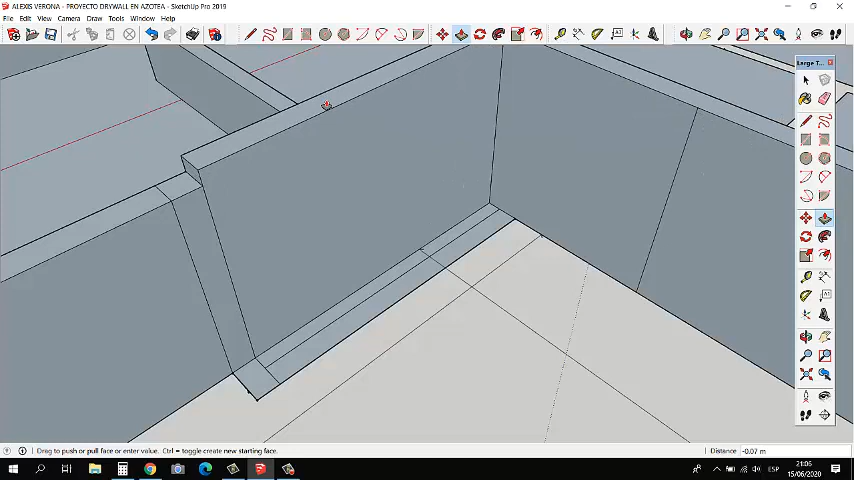 ALEXIS VERONA - PROYECTO DRYWALL EN AZOTEA - SketchUp Pro 2019
File Edit View Camera Draw Tools Window Help
Large T...
Drag to push or pull face or enter value. Ctrl = toggle create new starting face.
Distance -0.07 m
ESP
21:06
15/06/2020